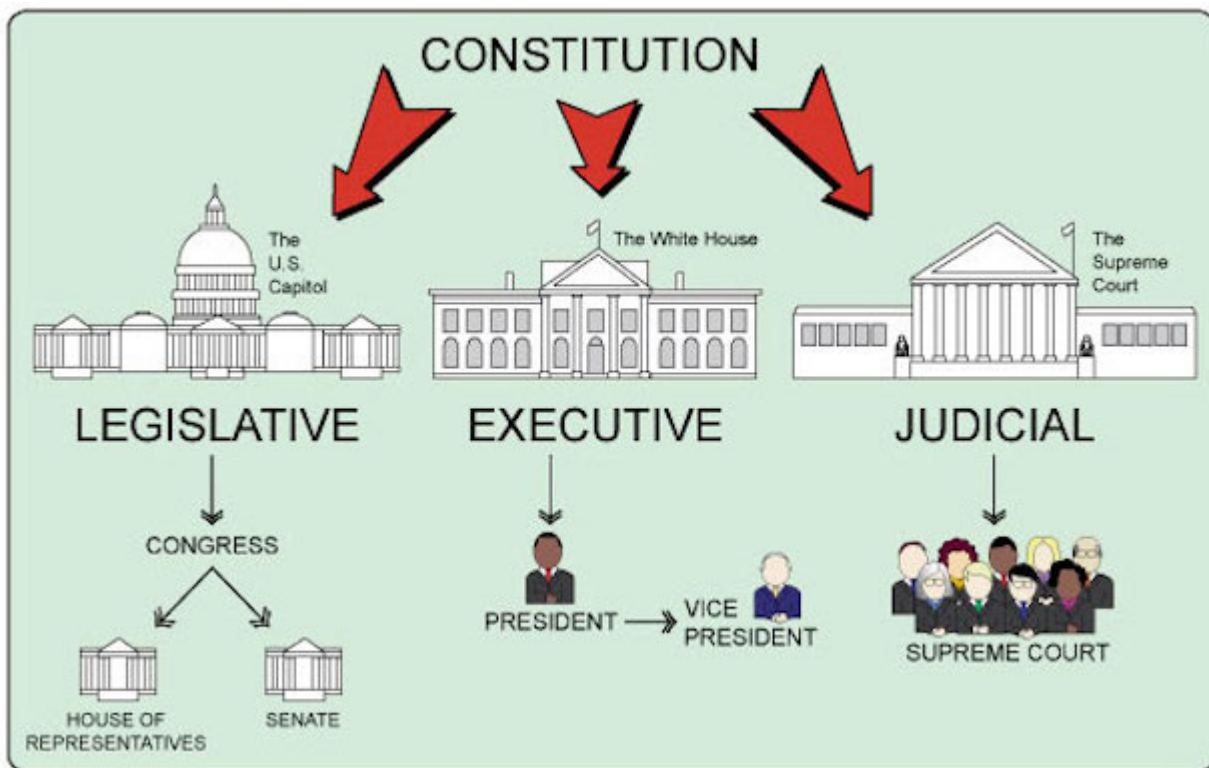 CONSTITUTION
The
U.S.
Capitol
The White House
The
Supreme
Court
LEGISLATIVE
EXECUTIVE
JUDICIAL
CONGRESS
HOUSE OF
REPRESENTATIVES
SENATE
PRESIDENT
VICE
PRESIDENT
SUPREME COURT